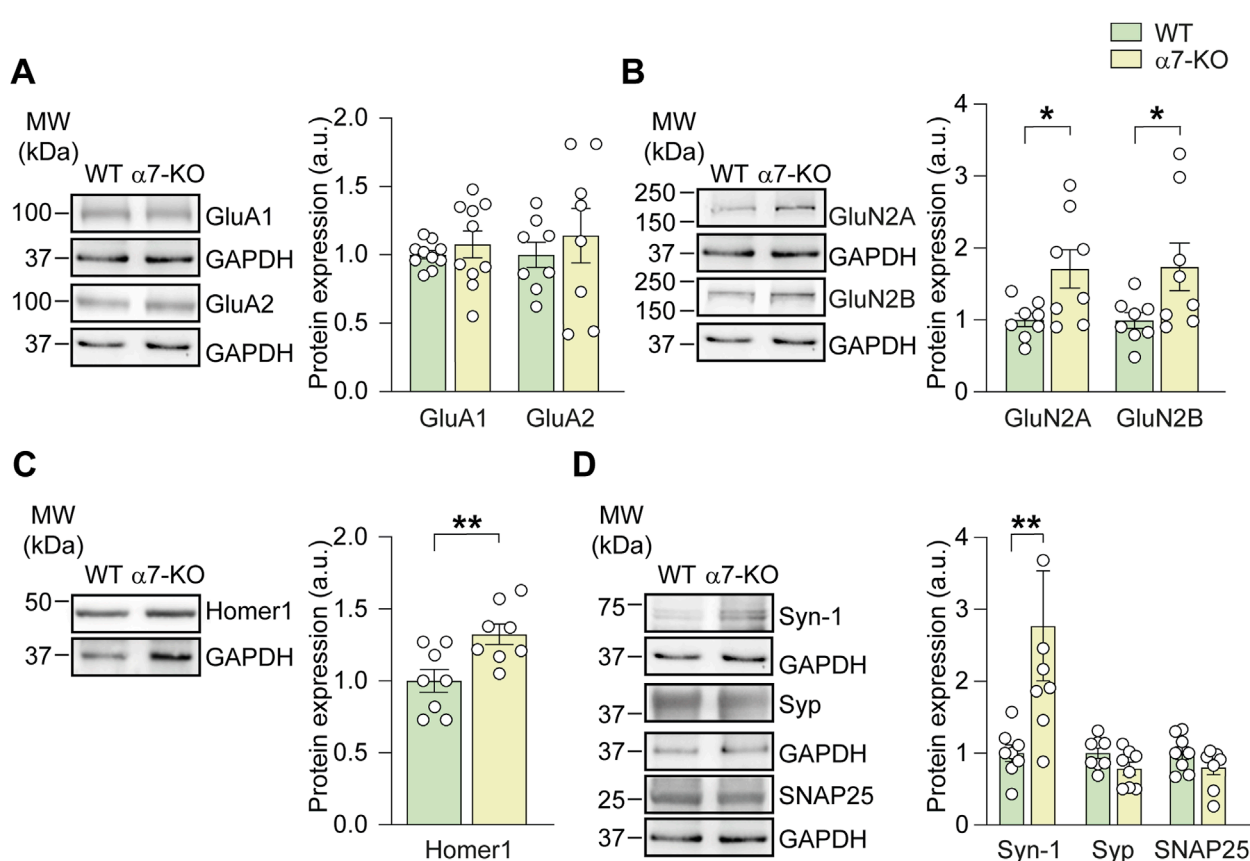 WT
α7-KO
A
MW
(kDa)
WT α7-KO
100
GluA1
37
GAPDH
100
GluA2
37
GAPDH
Protein expression (a.u.)
2.0
1.5
1.0
0.5
0.0
GluA1 GluA2
B
MW
(kDa)
WT α7-KO
250
150
GluN2A
37
GAPDH
250
150
GluN2B
37
GAPDH
Protein expression (a.u.)
4
3
2
1
0
* *
GluN2A GluN2B
C
MW
(kDa)
WT α7-KO
50
Homer1
37
GAPDH
Protein expression (a.u.)
2.0
1.5
1.0
0.5
0.0
**
Homer1
D
MW
(kDa)
WT α7-KO
75
Syn-1
37
GAPDH
Syp
37
37
GAPDH
25
SNAP25
37
GAPDH
Protein expression (a.u.)
4
3
2
1
0
**
Syn-1 Syp SNAP25